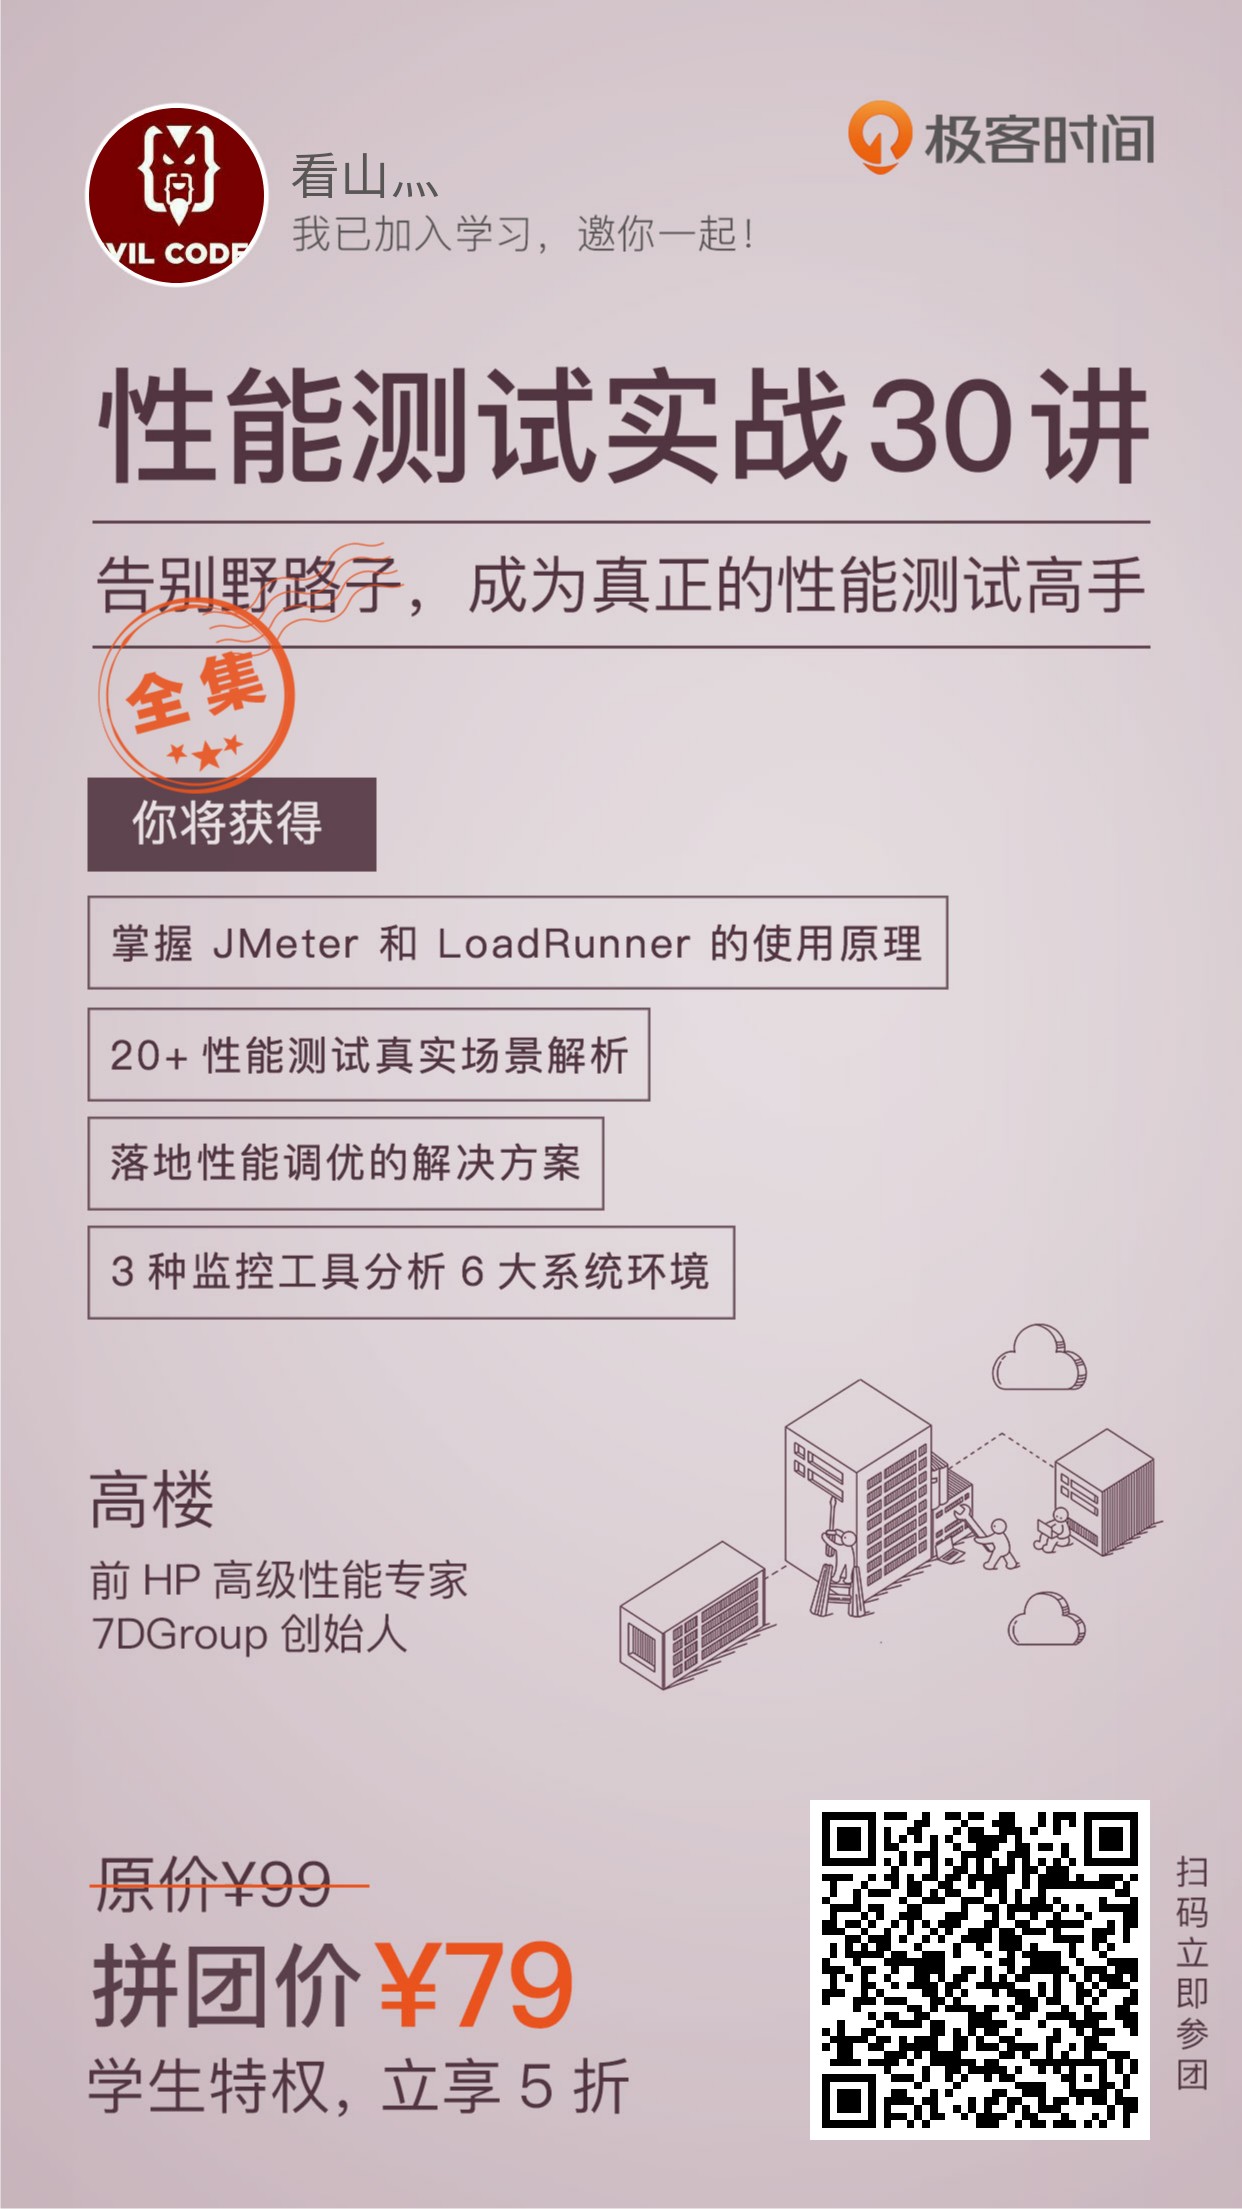 极客时间
看山灬
我已加入学习，邀你一起！
VIL CODE
性能测试实战30讲
告别野路子，成为真正的性能测试高手
全集
你将获得
掌握 JMeter 和 LoadRunner 的使用原理
20+ 性能测试真实场景解析
落地性能调优的解决方案
3 种监控工具分析 6 大系统环境
高楼
前 HP 高级性能专家
7DGroup 创始人
原价¥99
拼团价¥79
学生特权，立享 5 折
扫码立即参团